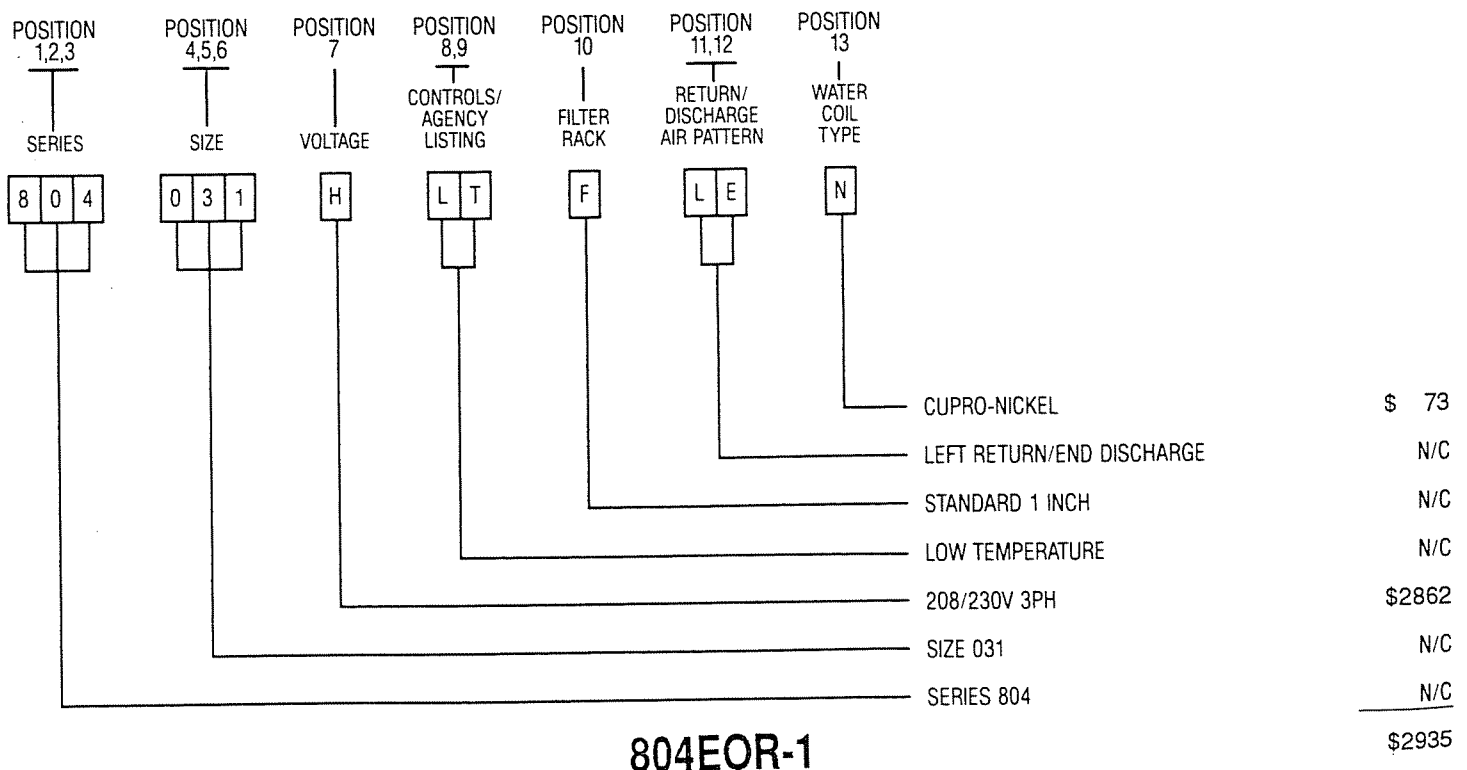 POSITION 1,2,3
POSITION 4,5,6
POSITION 7
POSITION 8,9
POSITION 10
POSITION 11,12
POSITION 13
SERIES
SIZE
VOLTAGE
CONTROLS/ AGENCY LISTING
FILTER RACK
RETURN/ DISCHARGE AIR PATTERN
WATER COIL TYPE
8 0 4
0 3 1
H
L T
F
L E
N
CUPRO-NICKEL $ 73
LEFT RETURN/END DISCHARGE N/C
STANDARD 1 INCH N/C
LOW TEMPERATURE N/C
208/230V 3PH $2862
SIZE 031 N/C
SERIES 804 N/C
$2935
804EOR-1